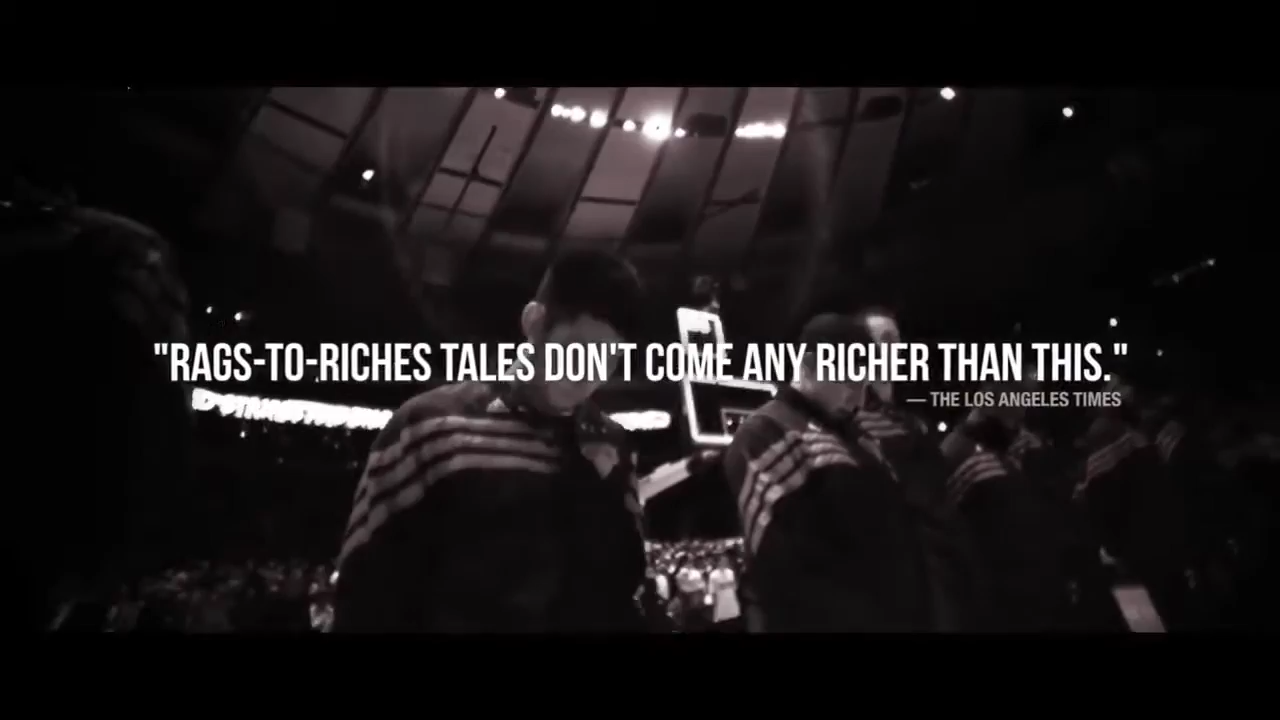 "RAGS-TO-RICHES TALES DON'T COME ANY RICHER THAN THIS."
— THE LOS ANGELES TIMES